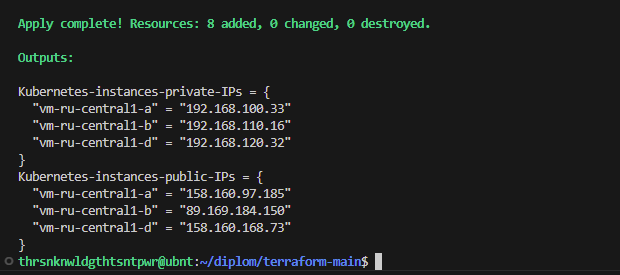 Apply complete! Resources: 8 added, 0 changed, 0 destroyed.
Outputs:
Kubernetes-instances-private-IPs = {
"vm-ru-central1-a" = "192.168.100.33"
"vm-ru-central1-b" = "192.168.110.16"
"vm-ru-central1-d" = "192.168.120.32"
}
Kubernetes-instances-public-IPs = {
"vm-ru-central1-a" = "158.160.97.185"
"vm-ru-central1-b" = "89.169.184.150"
"vm-ru-central1-d" = "158.160.168.73"
}
thrsnknwldgthtsntpwr@ubnt:~/diplom/terraform-main$